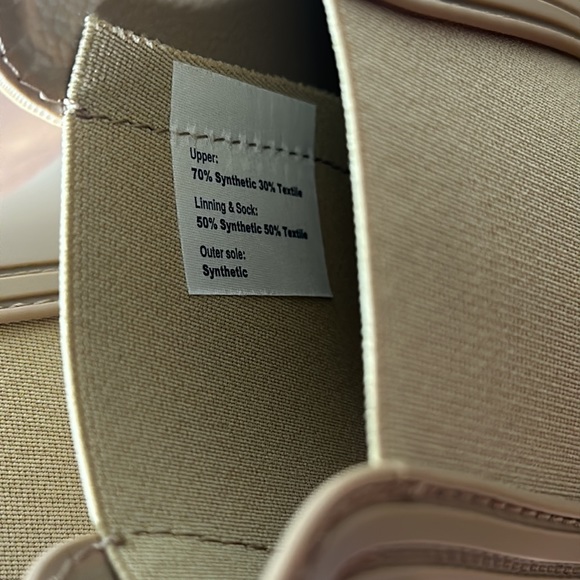 Upper:
70% Synthetic 30% Textile
Linning & Sock:
50% Synthetic 50% Textile
Outer sole:
Synthetic